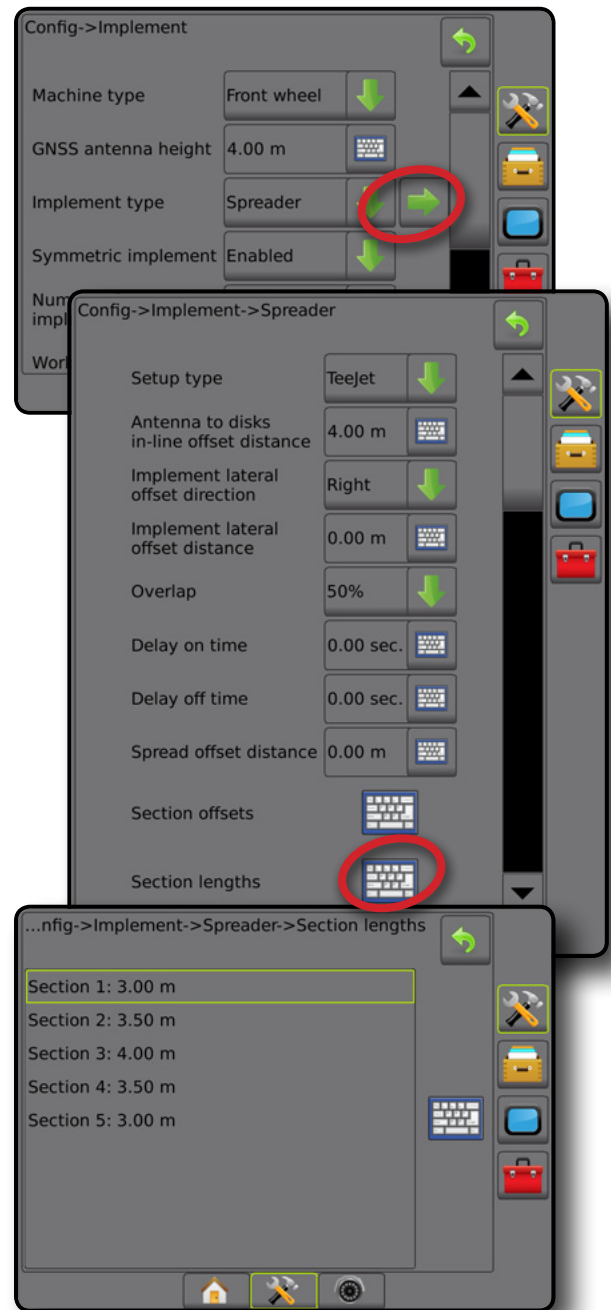 Config->Implement
Machine type Front wheel
GNSS antenna height 4.00 m
Implement type Spreader
Symmetric implement Enabled
Config->Implement->Spreader
Setup type TeeJet
Antenna to disks
in-line offset distance 4.00 m
Implement lateral
offset direction Right
Implement lateral
offset distance 0.00 m
Overlap 50%
Delay on time 0.00 sec.
Delay off time 0.00 sec.
Spread offset distance 0.00 m
Section offsets
Section lengths
...nfig->Implement->Spreader->Section lengths
Section 1: 3.00 m
Section 2: 3.50 m
Section 3: 4.00 m
Section 4: 3.50 m
Section 5: 3.00 m